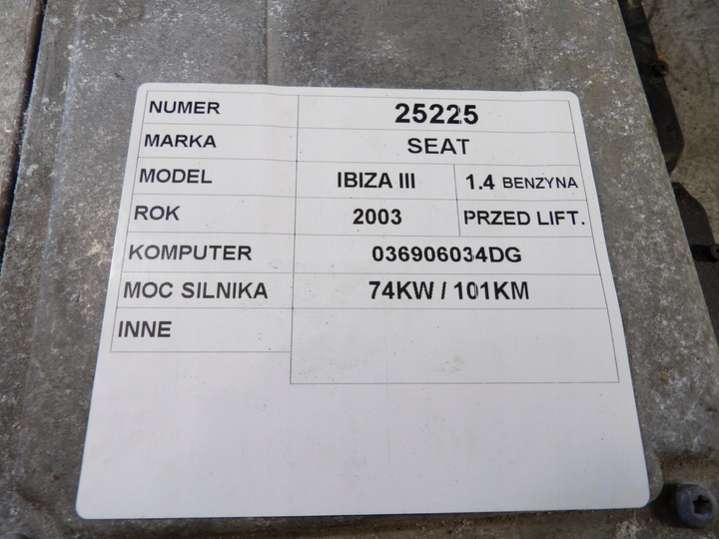 NUMER 25225
MARKA SEAT
MODEL IBIZA III 1.4 BENZYNA
ROK 2003 PRZED LIFT.
KOMPUTER 036906034DG
MOC SILNIKA 74KW / 101KM
INNE